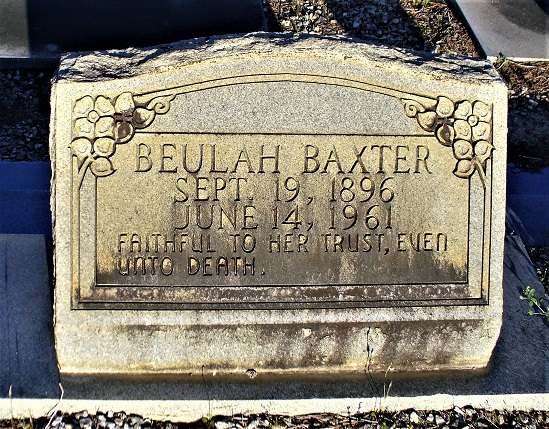 BEULAH BAXTER
SEPT. 19, 1896
JUNE 14, 1961
FAITHFUL TO HER TRUST, EVEN
UNTO DEATH.